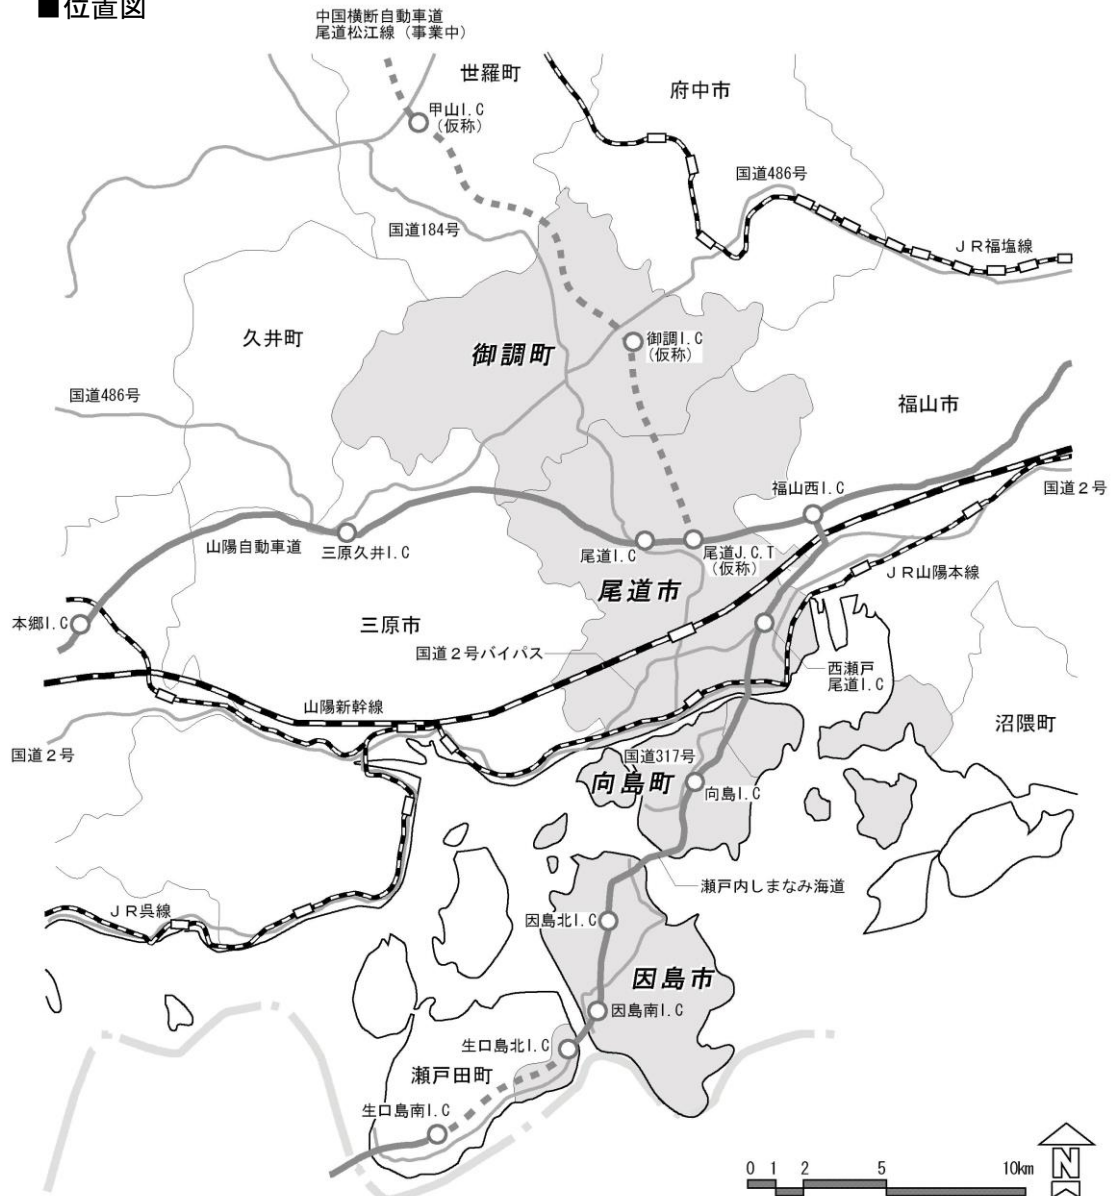 ■位置図
中国横断自動車道
尾道松江線（事業中）
世羅町
府中市
甲山I.C
（仮称）
国道486号
国道184号
ＪＲ福塩線
久井町
御調町
御調I.C
（仮称）
国道486号
福山市
福山西I.C
国道２号
山陽自動車道
三原久井I.C
尾道I.C
尾道J.C.T
（仮称）
ＪＲ山陽本線
尾道市
本郷I.C
三原市
国道２号バイパス
西瀬戸
尾道I.C
山陽新幹線
沼隈町
国道２号
国道317号
向島町
向島I.C
瀬戸内しまなみ海道
ＪＲ呉線
因島北I.C
因島市
因島南I.C
生口島北I.C
瀬戸田町
生口島南I.C
0 1 2 5 10km
N